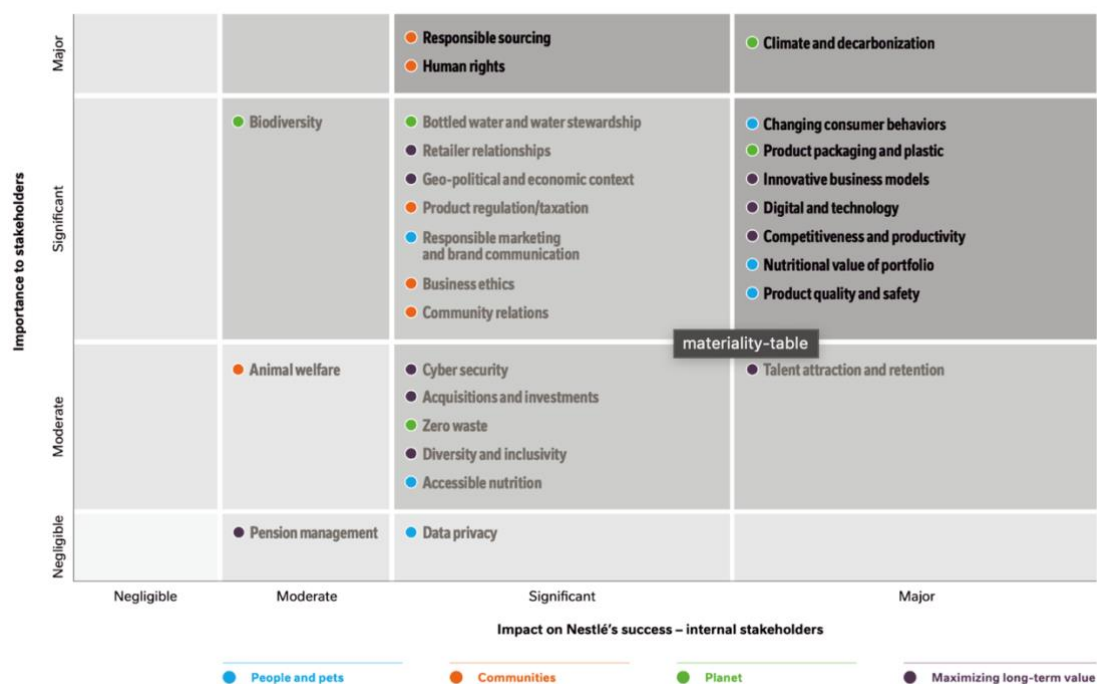 Importance to stakeholders
Major
Responsible sourcing
Human rights
Climate and decarbonization
Significant
Biodiversity
Bottled water and water stewardship
Retailer relationships
Geo-political and economic context
Product regulation/taxation
Responsible marketing
and brand communication
Business ethics
Community relations
Changing consumer behaviors
Product packaging and plastic
Innovative business models
Digital and technology
Competitiveness and productivity
Nutritional value of portfolio
Product quality and safety
materiality-table
Moderate
Animal welfare
Cyber security
Acquisitions and investments
Zero waste
Diversity and inclusivity
Accessible nutrition
Talent attraction and retention
Negligible
Pension management
Data privacy
Negligible
Moderate
Significant
Major
Impact on Nestlé's success – internal stakeholders
People and pets
Communities
Planet
Maximizing long-term value